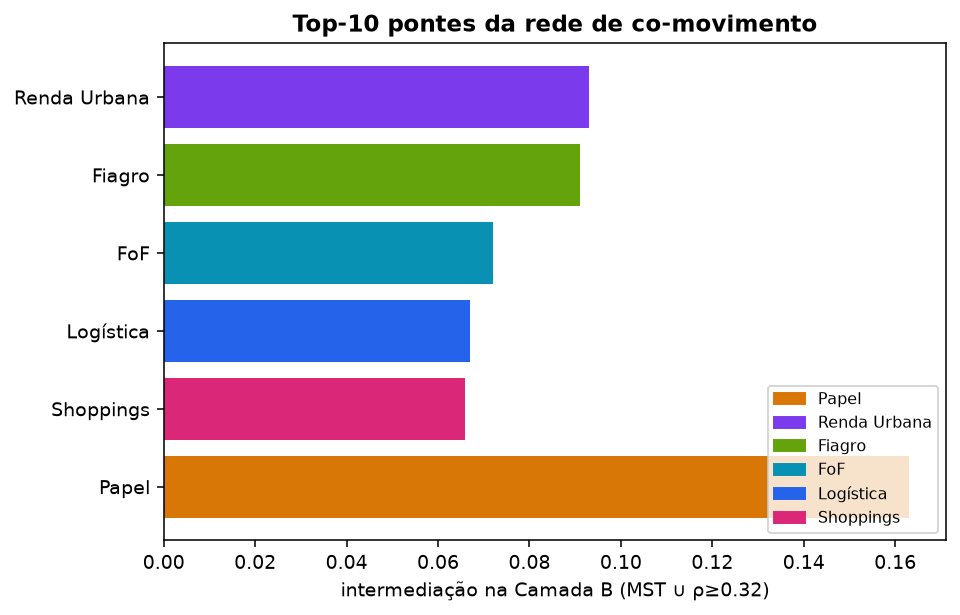 Top-10 pontes da rede de co-movimento
Renda Urbana
Fiagro
FoF
Logística
Shoppings
Papel
Papel
Renda Urbana
Fiagro
FoF
Logística
Shoppings
0.00 0.02 0.04 0.06 0.08 0.10 0.12 0.14 0.16
intermediação na Camada B (MST ∪ ρ≥0.32)